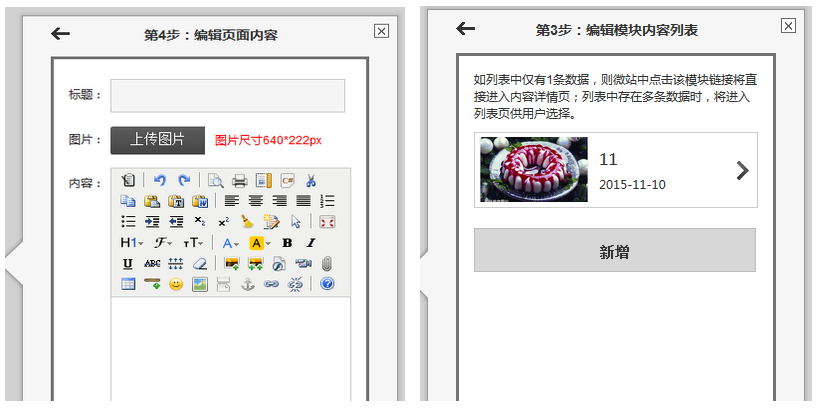 第4步：编辑页面内容
标题：
图片：
上传图片
图片尺寸640*222px
内容：
H1
F
тT
A
A
B
I
U
ABC
第3步：编辑模块内容列表
如列表中仅有1条数据，则微站中点击该模块链接将直
接进入内容详情页；列表中存在多条数据时，将进入
列表页供用户选择。
11
2015-11-10
新增